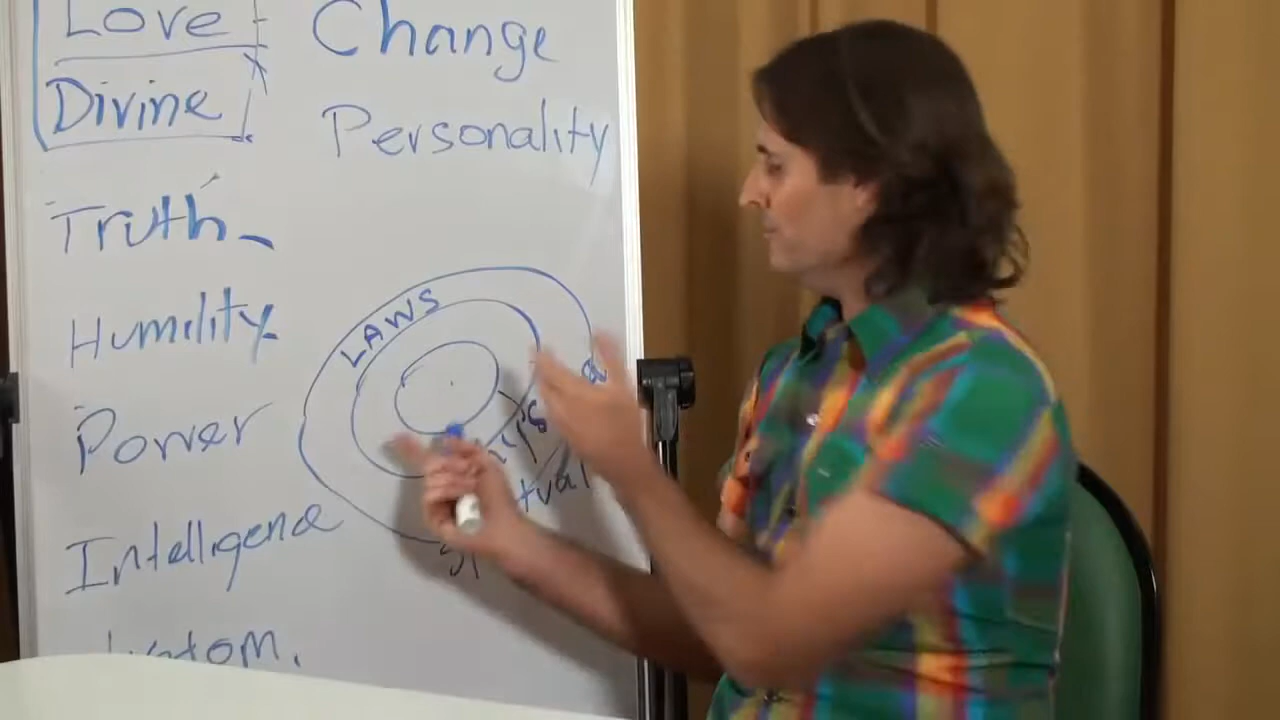 Love
Divine
Truth
Humility
Power
Intelligence
Change
Personality
LAWS